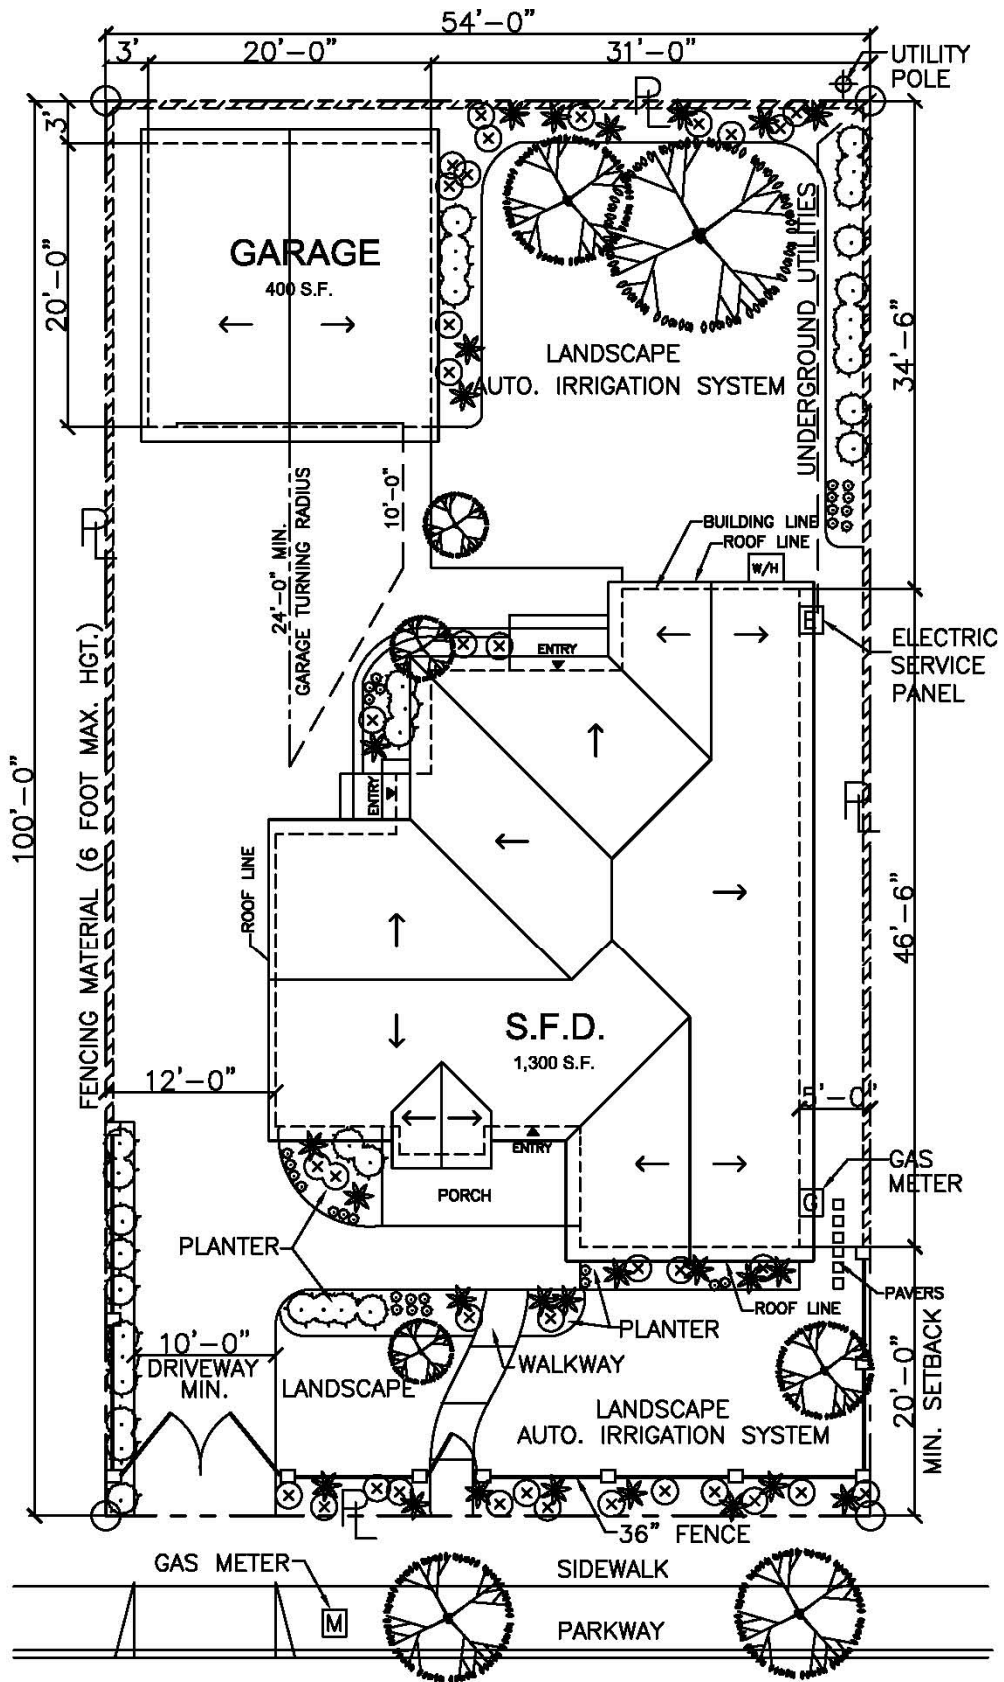 54'-0"
3'
20'-0"
31'-0"
UTILITY
POLE
PL
3'
GARAGE
400 S.F.
20'-0"
UNDERGROUND UTILITIES
34'-6"
LANDSCAPE
AUTO. IRRIGATION SYSTEM
24'-0" MIN.
GARAGE TURNING RADIUS
10'-0"
PL
BUILDING LINE
ROOF LINE
W/H
E
ELECTRIC
SERVICE
PANEL
ENTRY
FENCING MATERIAL (6 FOOT MAX. HGT.)
100'-0"
ENTRY
PL
ROOF LINE
46'-6"
S.F.D.
1,300 S.F.
12'-0"
ENTRY
PORCH
GAS
METER
G
PLANTER
PAVERS
ROOF LINE
PLANTER
10'-0"
DRIVEWAY
MIN.
WALKWAY
LANDSCAPE
LANDSCAPE
AUTO. IRRIGATION SYSTEM
20'-0"
MIN. SETBACK
PL
36" FENCE
GAS METER
SIDEWALK
M
PARKWAY